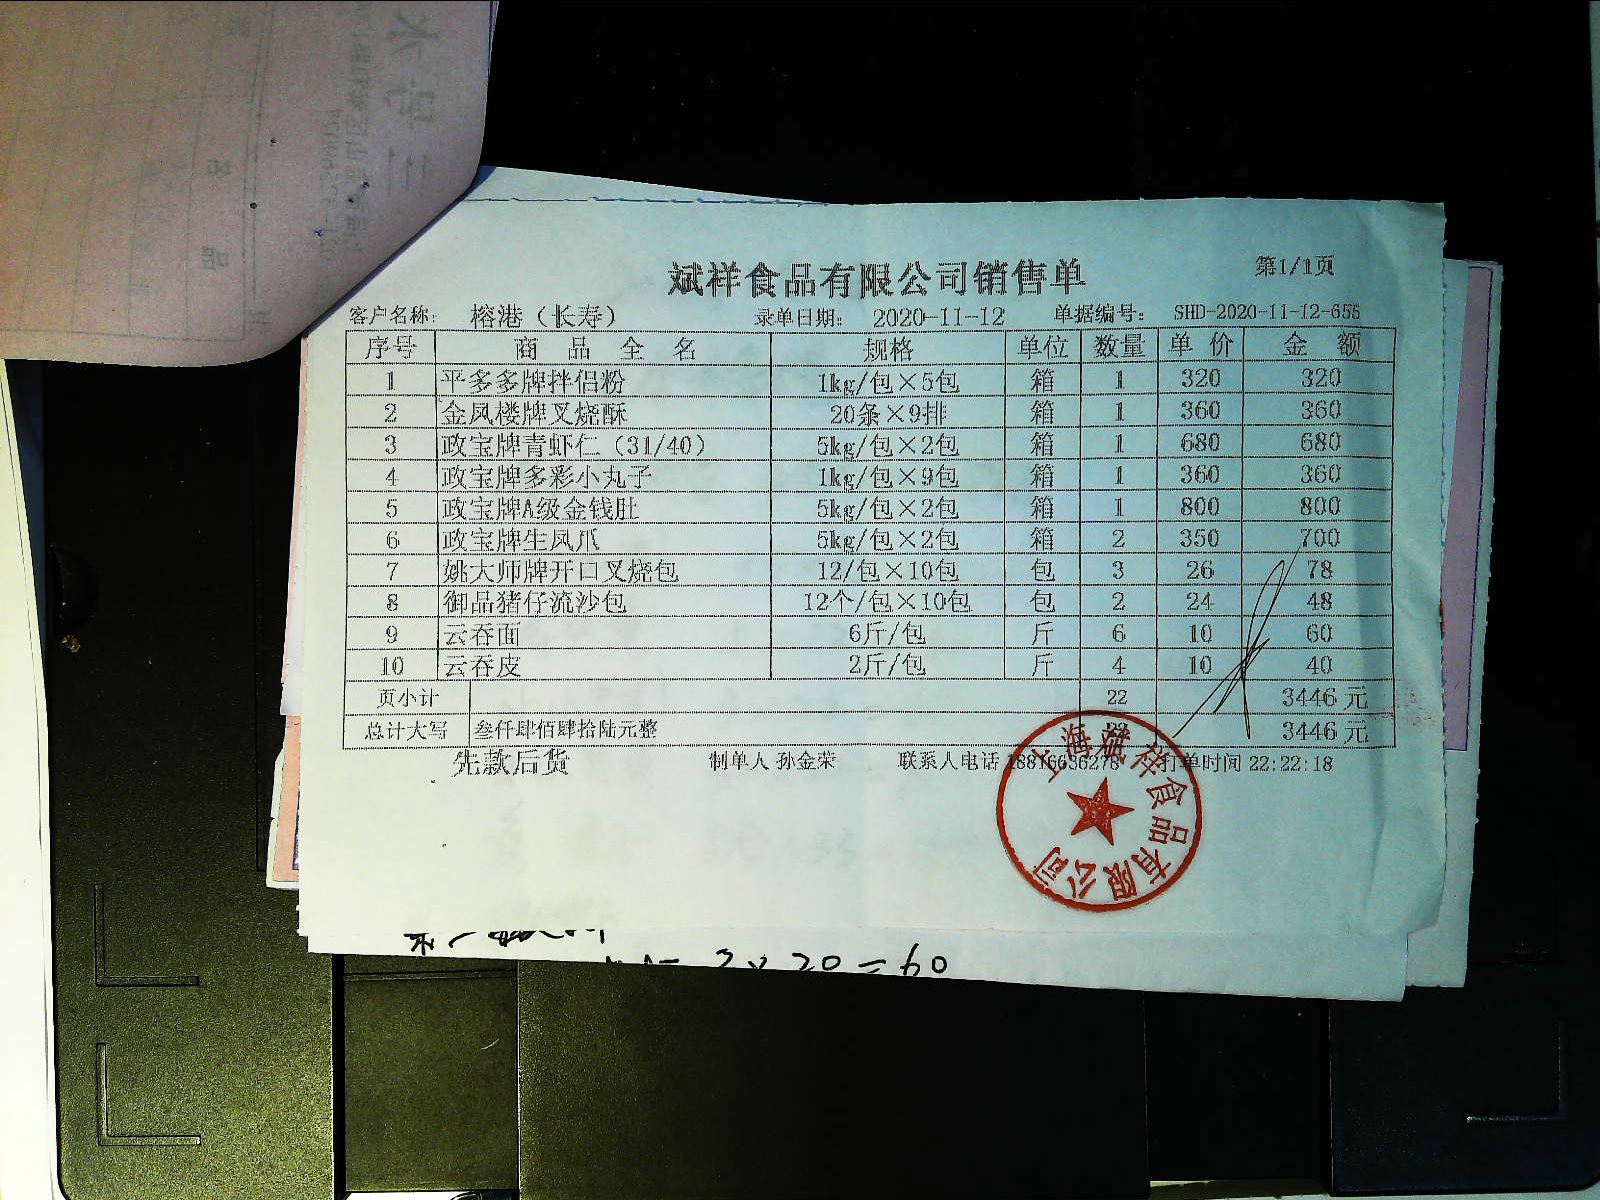 斌祥食品有限公司销售单
第1/1页
客户名称: 榕港（长寿） 录单日期: 2020-11-12 单据编号: SHD-2020-11-12-656
序号 商品全名 规格 单位 数量 单价 金额
1 平多多牌拌侣粉 1kg/包×5包 箱 1 320 320
2 金凤楼牌叉烧酥 20条×9排 箱 1 360 360
3 政宝牌青虾仁（31/40） 5kg/包×2包 箱 1 680 680
4 政宝牌多彩小丸子 1kg/包×9包 箱 1 360 360
5 政宝牌A级金钱肚 5kg/包×2包 箱 1 800 800
6 政宝牌生凤爪 5kg/包×2包 箱 2 350 700
7 姚大师牌开口叉烧包 12/包×10包 包 3 26 78
8 御品猪仔流沙包 12个/包×10包 包 2 24 48
9 云吞面 6斤/包 斤 6 10 60
10 云吞皮 2斤/包 斤 4 10 40
页小计 22 3446 元
总计大写 叁仟肆佰肆拾陆元整 22 3446 元
先款后货 制单人 孙金荣 联系人电话 18816636278 打单时间 22:22:18
上海斌祥食品有限公司
3×20=60